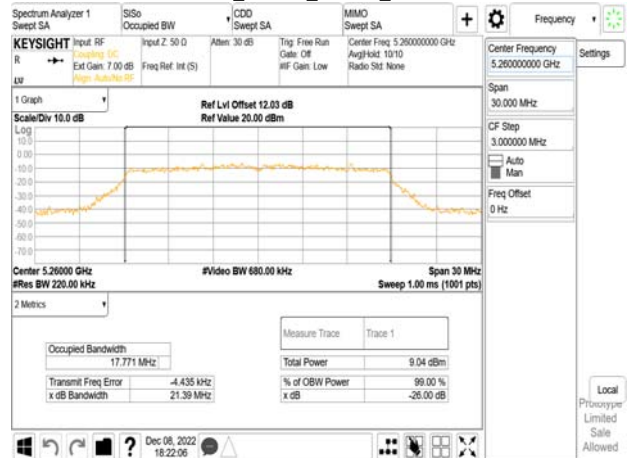 Spectrum Analyzer 1
Swept SA
SiSo
Occupied BW
CDD
Swept SA
MIMO
Swept SA
+
Frequency
KEYSIGHT
R
Input: RF
Coupling: DC
Ext Gain: 7.00 dB
Align: Auto/No RF
Input Z: 50 Ω
Freq Ref: Int (S)
Atten: 30 dB
Trig: Free Run
Gate: Off
#IF Gain: Low
Center Freq: 5.260000000 GHz
Avg|Hold: 10/10
Radio Std: None
Center Frequency
5.260000000 GHz
Settings
Span
30.000 MHz
CF Step
3.000000 MHz
Auto
Man
Freq Offset
0 Hz
1 Graph
Scale/Div 10.0 dB
Ref Lvl Offset 12.03 dB
Ref Value 20.00 dBm
Log
10.0
0.00
-10.0
-20.0
-30.0
-40.0
-50.0
-60.0
-70.0
Center 5.26000 GHz
#Res BW 220.00 kHz
#Video BW 680.00 kHz
Span 30 MHz
Sweep 1.00 ms (1001 pts)
2 Metrics
Measure Trace
Trace 1
Occupied Bandwidth
17.771 MHz
Total Power
9.04 dBm
Transmit Freq Error
-4.435 kHz
% of OBW Power
99.00 %
x dB Bandwidth
21.39 MHz
x dB
-26.00 dB
Local
Prototype
Limited
Sale
Allowed
?
Dec 08, 2022
18:22:06